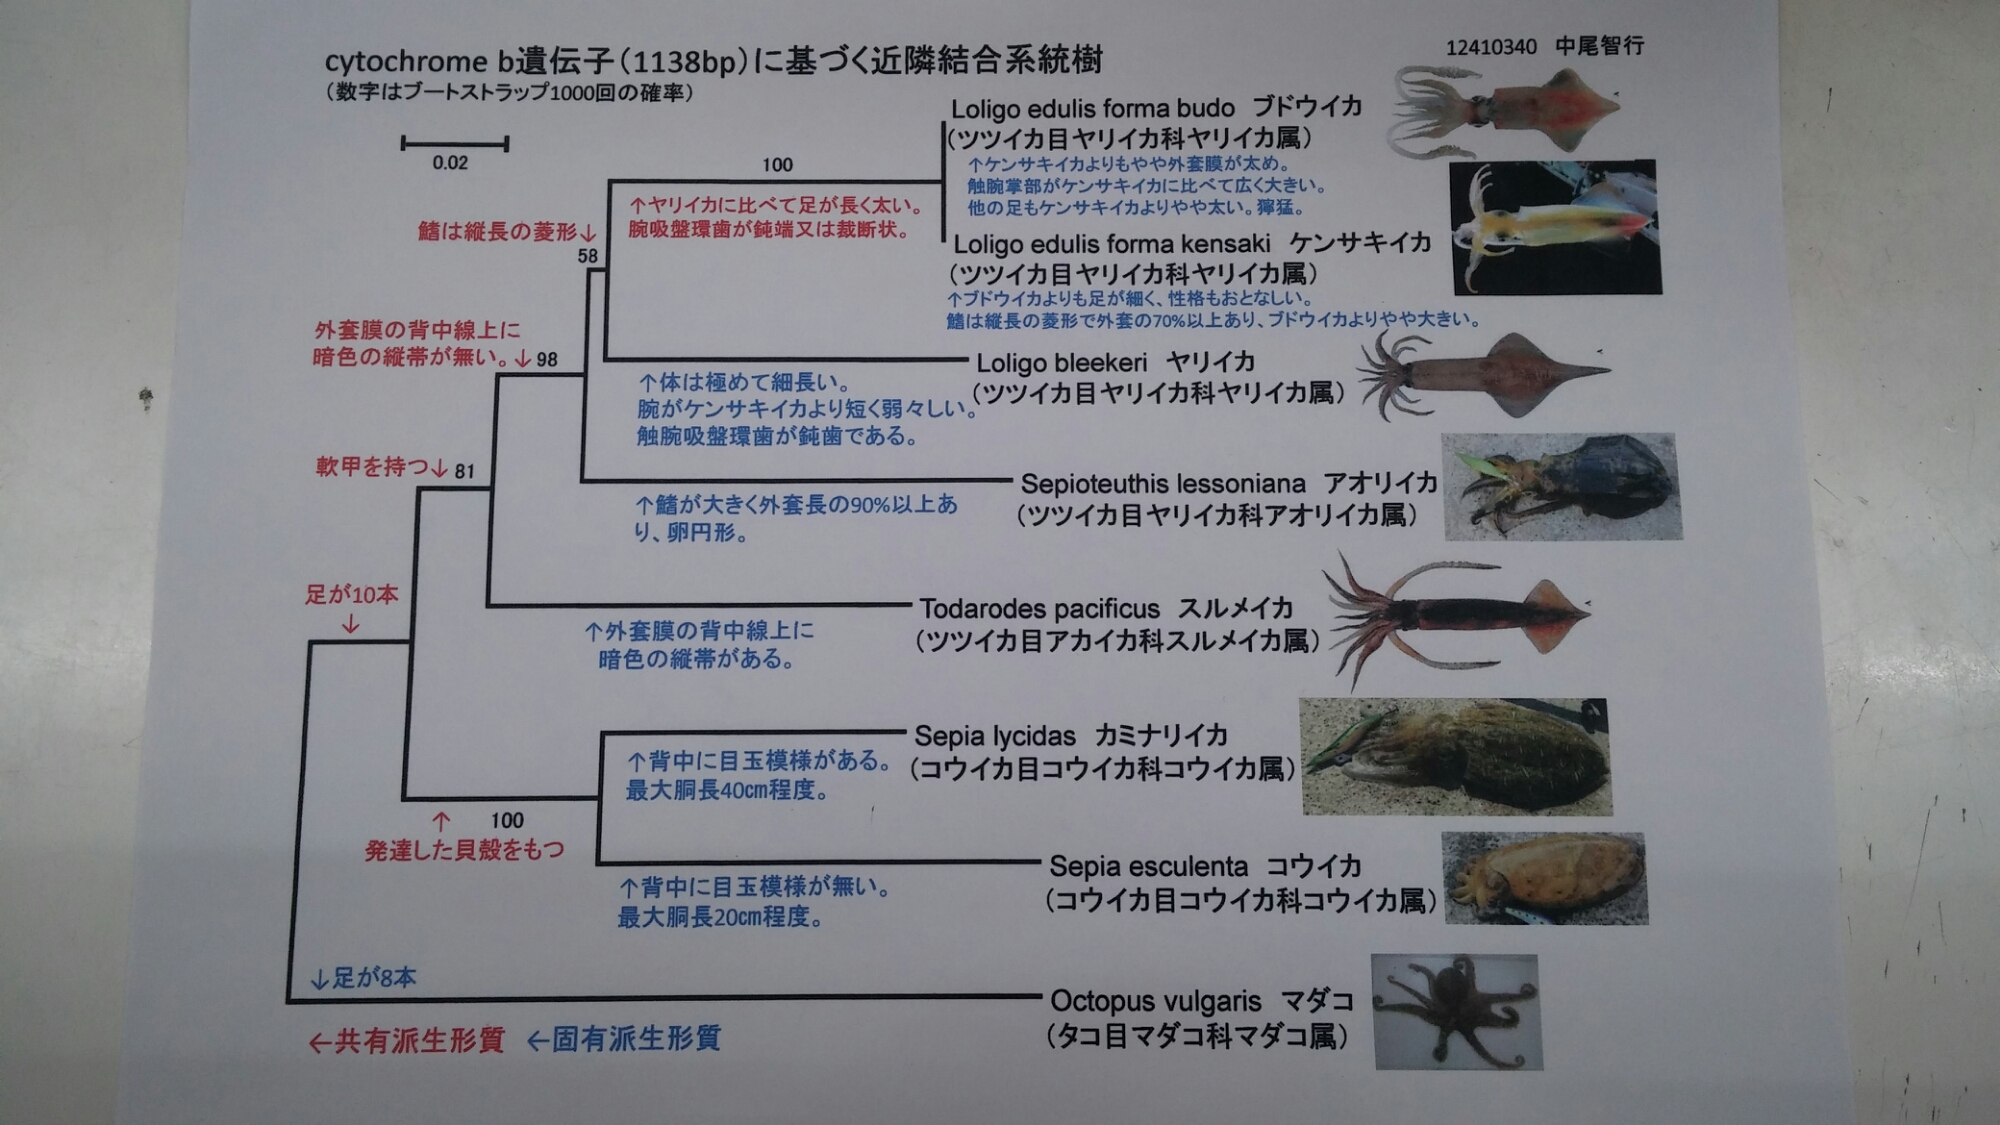 cytochrome b遺伝子（1138bp）に基づく近隣結合系統樹
（数字はブートストラップ1000回の確率）
12410340 中尾智行
0.02
Loligo edulis forma budo ブドウイカ
（ツツイカ目ヤリイカ科ヤリイカ属）
↑ケンサキイカよりもやや外套膜が太め。
触腕掌部がケンサキイカに比べて広く大きい。
他の足もケンサキイカよりやや太い。獰猛。
100
↑ヤリイカに比べて足が長く太い。
腕吸盤環歯が鈍端又は裁断状。
鰭は縦長の菱形↓
58
Loligo edulis forma kensaki ケンサキイカ
（ツツイカ目ヤリイカ科ヤリイカ属）
↑ブドウイカよりも足が細く、性格もおとなしい。
鰭は縦長の菱形で外套の70%以上あり、ブドウイカよりやや大きい。
外套膜の背中線上に
暗色の縦帯が無い。↓
98
Loligo bleekeri ヤリイカ
（ツツイカ目ヤリイカ科ヤリイカ属）
↑体は極めて細長い。
腕がケンサキイカより短く弱々しい。
触腕吸盤環歯が鈍歯である。
軟甲を持つ↓
81
Sepioteuthis lessoniana アオリイカ
（ツツイカ目ヤリイカ科アオリイカ属）
↑鰭が大きく外套長の90%以上あ
り、卵円形。
足が10本
↓
Todarodes pacificus スルメイカ
（ツツイカ目アカイカ科スルメイカ属）
↑外套膜の背中線上に
暗色の縦帯がある。
Sepia lycidas カミナリイカ
（コウイカ目コウイカ科コウイカ属）
↑背中に目玉模様がある。
最大胴長40㎝程度。
↑
100
発達した貝殻をもつ
Sepia esculenta コウイカ
（コウイカ目コウイカ科コウイカ属）
↑背中に目玉模様が無い。
最大胴長20㎝程度。
↓足が8本
Octopus vulgaris マダコ
（タコ目マダコ科マダコ属）
←共有派生形質 ←固有派生形質